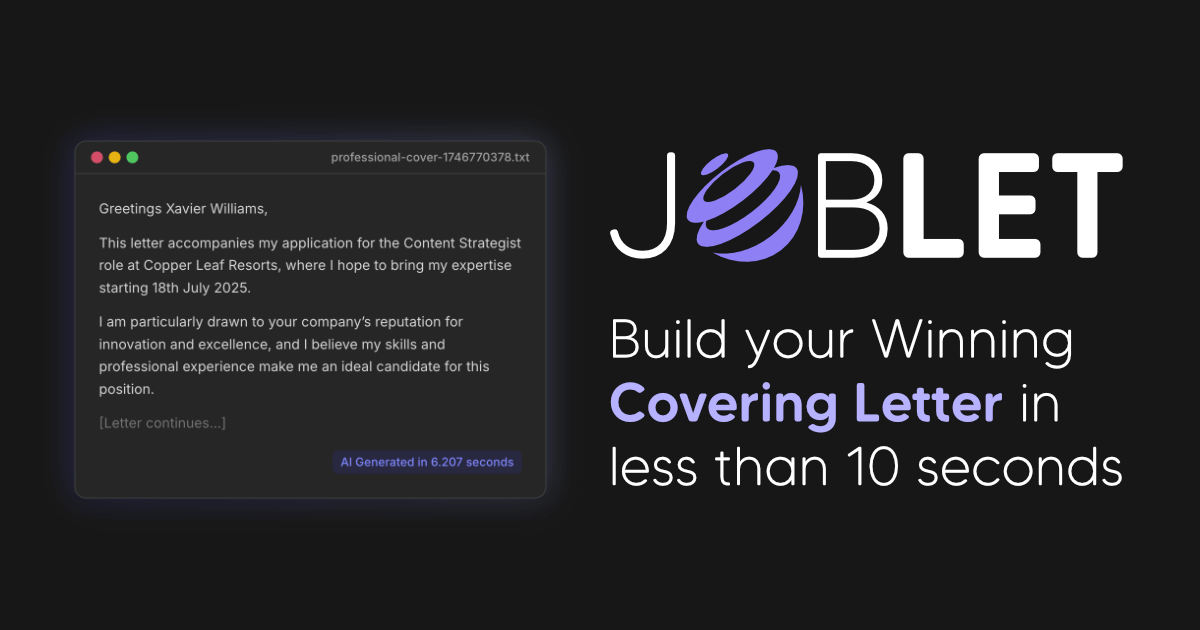 professional-cover-1746770378.txt
Greetings Xavier Williams,
This letter accompanies my application for the Content Strategist
role at Copper Leaf Resorts, where I hope to bring my expertise
starting 18th July 2025.
I am particularly drawn to your company’s reputation for
innovation and excellence, and I believe my skills and
professional experience make me an ideal candidate for this
position.
[Letter continues...]
AI Generated in 6.207 seconds
JOBLET
Build your Winning
Covering Letter in
less than 10 seconds